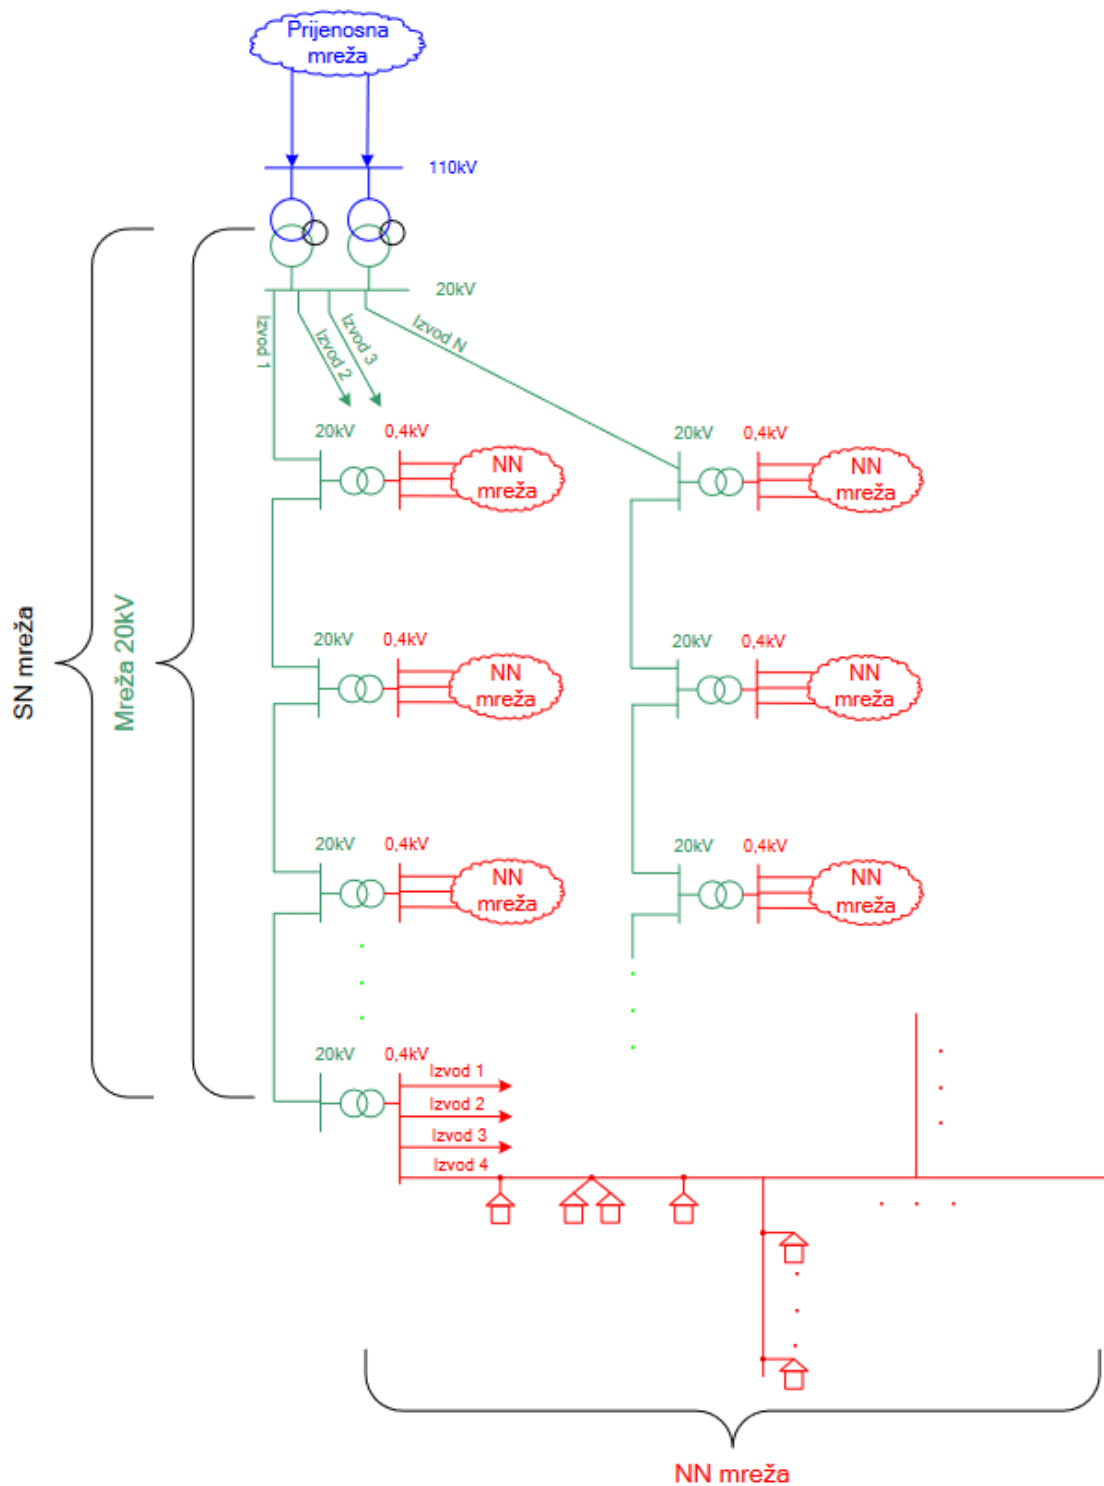 Prijenosna
mreža
110kV
20kV
Izvod 1
Izvod 2
Izvod 3
Izvod N
20kV
0,4kV
NN
mreža
20kV
0,4kV
NN
mreža
SN mreža
Mreža 20kV
20kV
0,4kV
NN
mreža
20kV
0,4kV
NN
mreža
20kV
0,4kV
NN
mreža
20kV
0,4kV
NN
mreža
20kV
0,4kV
Izvod 1
Izvod 2
Izvod 3
Izvod 4
NN mreža